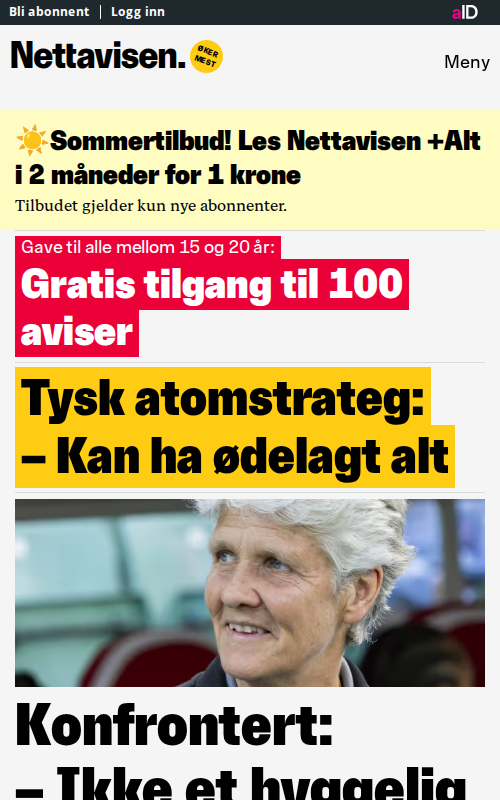 Bli abonnent
Logg inn
aID
Nettavisen.
ØKER
MEST
Meny
Sommertilbud! Les Nettavisen +Alt
i 2 måneder for 1 krone
Tilbudet gjelder kun nye abonnenter.
Gave til alle mellom 15 og 20 år:
Gratis tilgang til 100
aviser
Tysk atomstrateg:
– Kan ha ødelagt alt
Konfrontert:
– Ikke et hyggelig